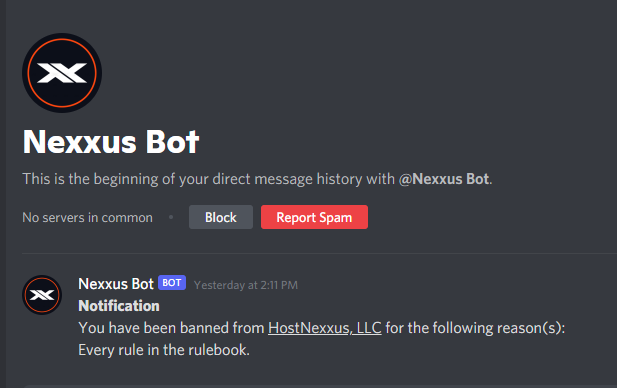 Nexxus Bot
This is the beginning of your direct message history with @Nexxus Bot.
No servers in common • Block Report Spam
Nexxus Bot BOT Yesterday at 2:11 PM
Notification
You have been banned from HostNexxus, LLC for the following reason(s):
Every rule in the rulebook.